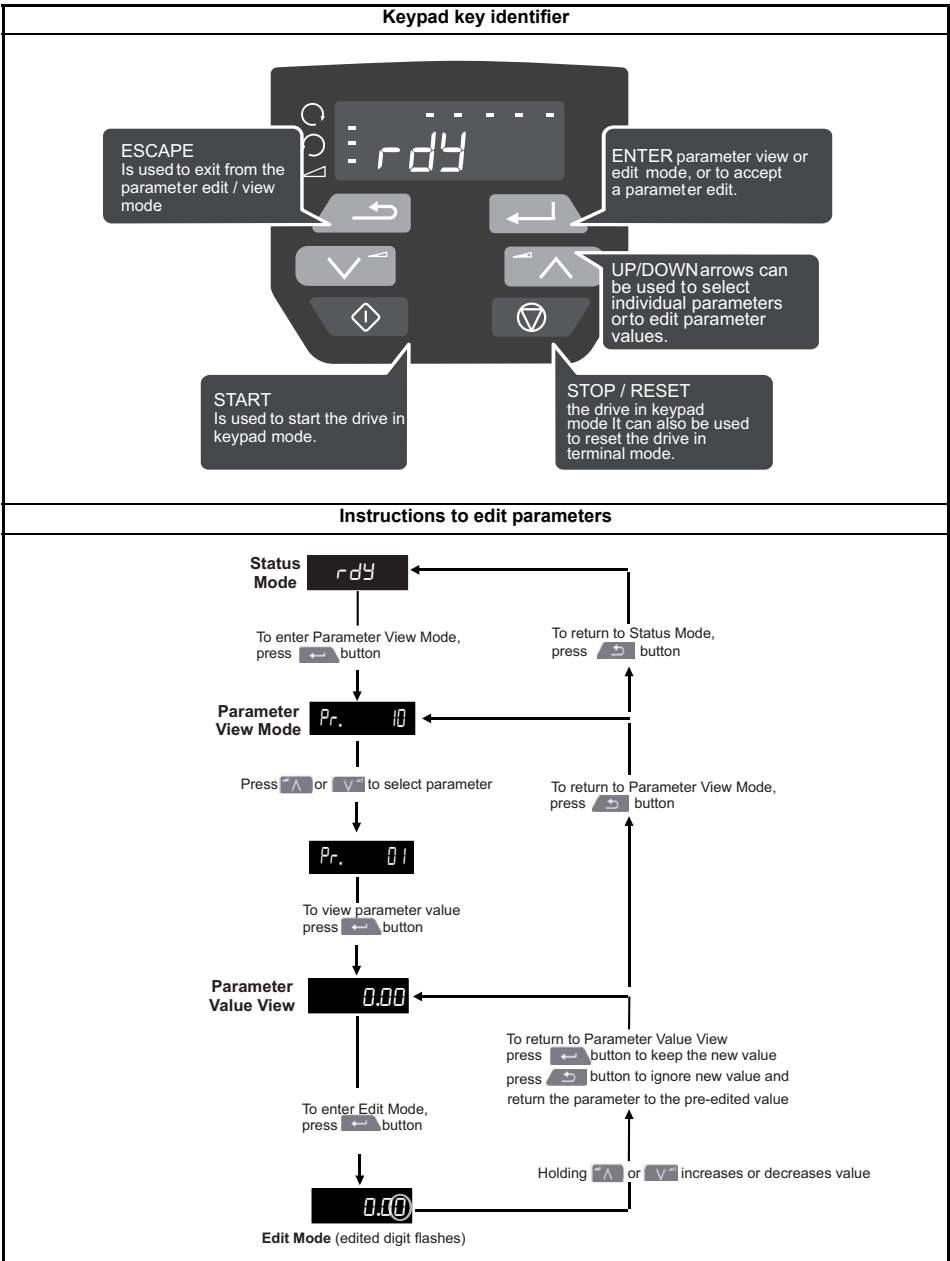 Keypad key identifier
rdy
ESCAPE
Is used to exit from the
parameter edit / view
mode
ENTER parameter view or
edit mode, or to accept
a parameter edit.
UP/DOWN arrows can
be used to select
individual parameters
orto edit parameter
values.
START
Is used to start the drive in
keypad mode.
STOP / RESET
the drive in keypad
mode It can also be used
to reset the drive in
terminal mode.
Instructions to edit parameters
Status
Mode
rdy
To enter Parameter View Mode,
press button
To return to Status Mode,
press button
Parameter
View Mode
Pr. 10
Press or to select parameter
To return to Parameter View Mode,
press button
Pr. 01
To view parameter value
press button
Parameter
Value View
0.00
To return to Parameter Value View
press button to keep the new value
press button to ignore new value and
return the parameter to the pre-edited value
To enter Edit Mode,
press button
Holding or increases or decreases value
0.00
Edit Mode (edited digit flashes)